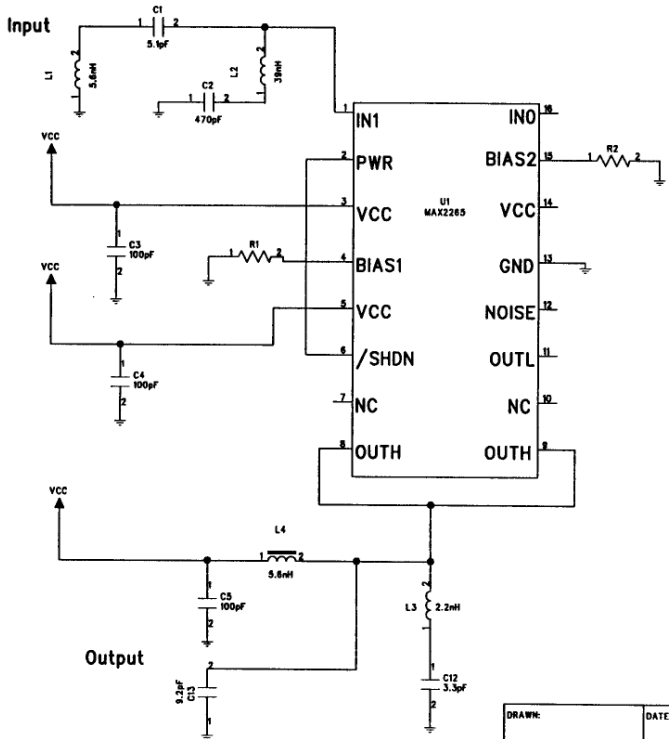 Input
C1
1 2
5.1pF
2
L1
5.6nH
1
2
L2
39nH
1
C2
1 2
470pF
VCC
1 IN1
2 PWR
3 VCC
4 BIAS1
5 VCC
6 /SHDN
7 NC
8 OUTH
U1
MAX2265
IN0 16
BIAS2 15
VCC 14
GND 13
NOISE 12
OUTL 11
NC 10
OUTH 9
R2
1 2
1
C3
100pF
2
R1
1 2
VCC
1
C4
100pF
2
VCC
L4
1 2
5.6nH
1
C5
100pF
2
2
L3 2.2nH
1
Output
2
9.2pF
C13
1
1
C12
3.3pF
2
DRAWN:
DATE